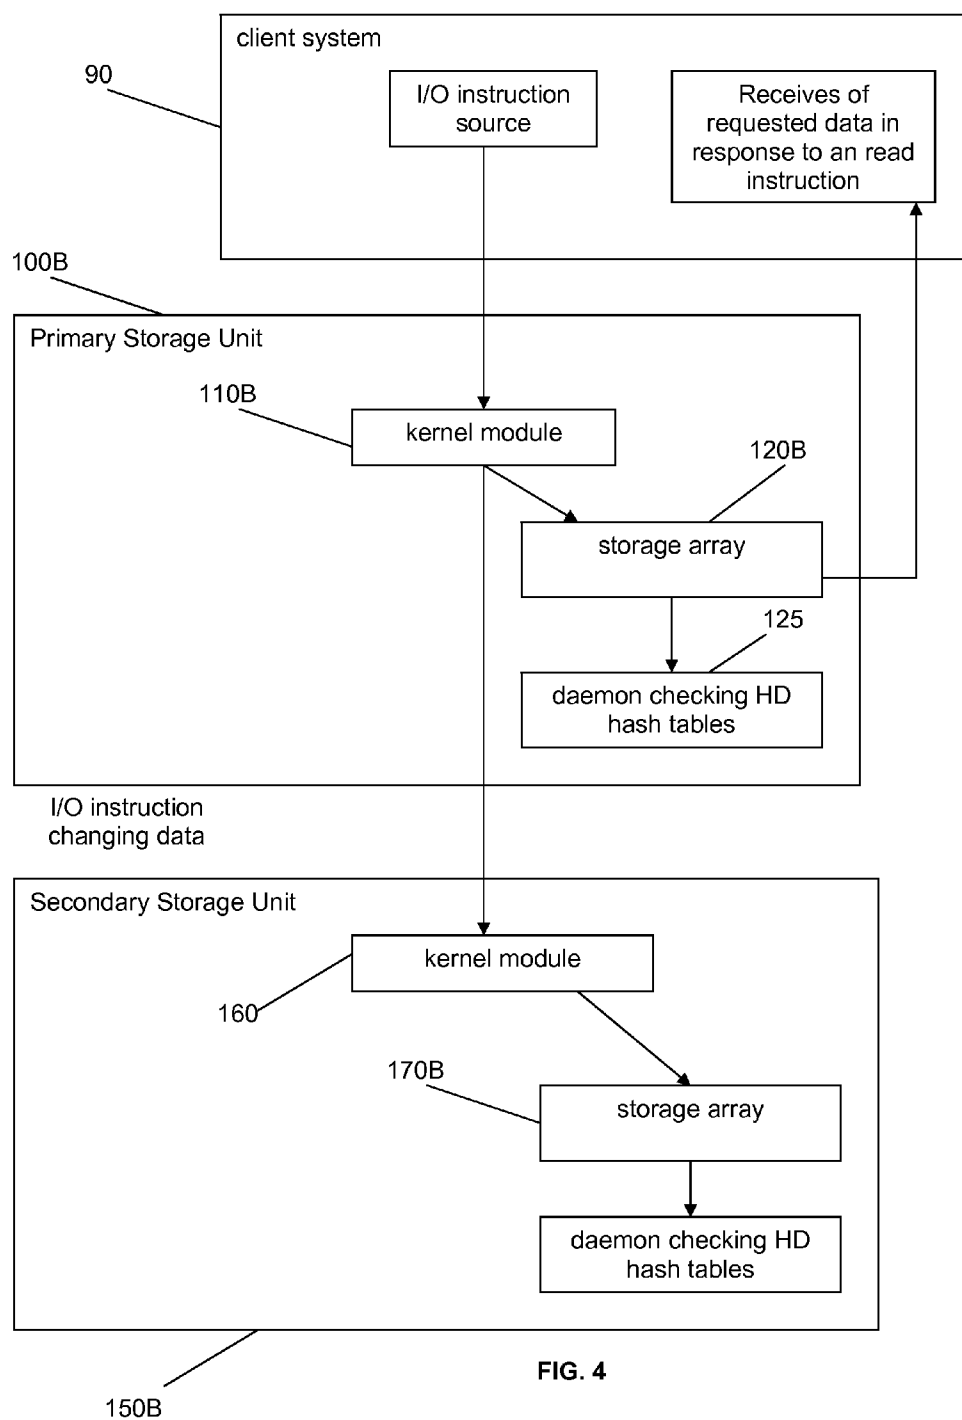 client system
90
I/O instruction
source
Receives of
requested data in
response to an read
instruction
100B
Primary Storage Unit
110B
kernel module
120B
storage array
125
daemon checking HD
hash tables
I/O instruction
changing data
Secondary Storage Unit
kernel module
160
170B
storage array
daemon checking HD
hash tables
FIG. 4
150B